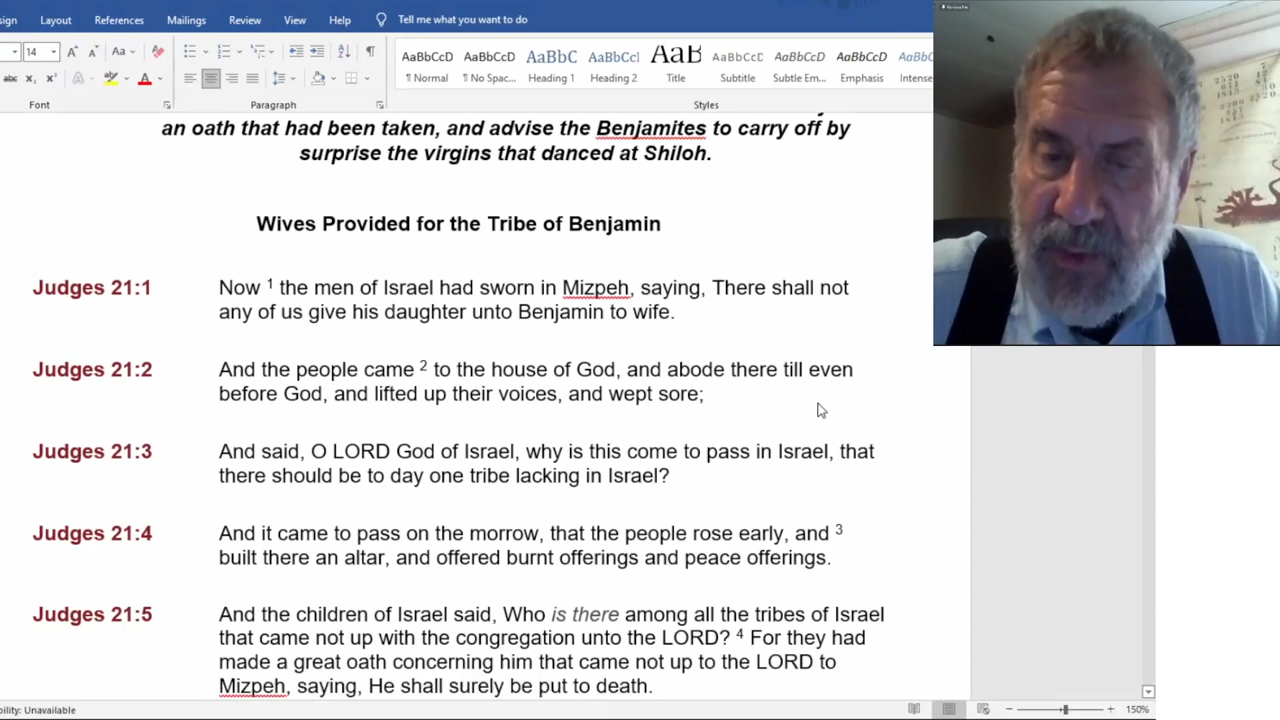 sign Layout References Mailings Review View Help Tell me what you want to do
14 Aa
AaBbCcD AaBbCcD AaBbC AaBbCcI AaB AaBbCcD AaBbCcD AaBbCcD AaBbCc
abc x₂ x² A A
¶ Normal ¶ No Spac... Heading 1 Heading 2 Title Subtitle Subtle Em... Emphasis Intense
Font Paragraph Styles
an oath that had been taken, and advise the Benjamites to carry off by
surprise the virgins that danced at Shiloh.
Wives Provided for the Tribe of Benjamin
Judges 21:1 Now 1 the men of Israel had sworn in Mizpeh, saying, There shall not
any of us give his daughter unto Benjamin to wife.
Judges 21:2 And the people came 2 to the house of God, and abode there till even
before God, and lifted up their voices, and wept sore;
Judges 21:3 And said, O LORD God of Israel, why is this come to pass in Israel, that
there should be to day one tribe lacking in Israel?
Judges 21:4 And it came to pass on the morrow, that the people rose early, and 3
built there an altar, and offered burnt offerings and peace offerings.
Judges 21:5 And the children of Israel said, Who is there among all the tribes of Israel
that came not up with the congregation unto the LORD? 4 For they had
made a great oath concerning him that came not up to the LORD to
Mizpeh, saying, He shall surely be put to death.
bility: Unavailable 150%